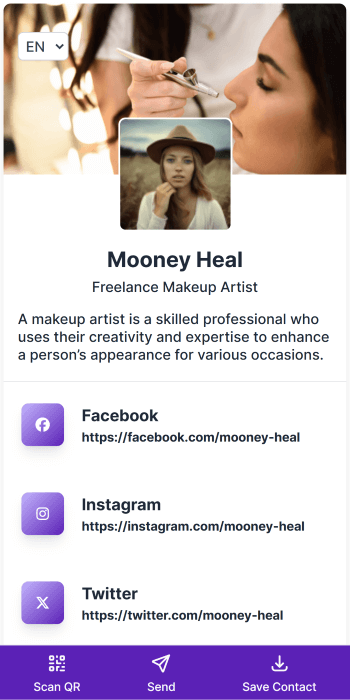 EN
Mooney Heal
Freelance Makeup Artist
A makeup artist is a skilled professional who
uses their creativity and expertise to enhance
a person’s appearance for various occasions.
Facebook
https://facebook.com/mooney-heal
Instagram
https://instagram.com/mooney-heal
Twitter
https://twitter.com/mooney-heal
Scan QR
Send
Save Contact